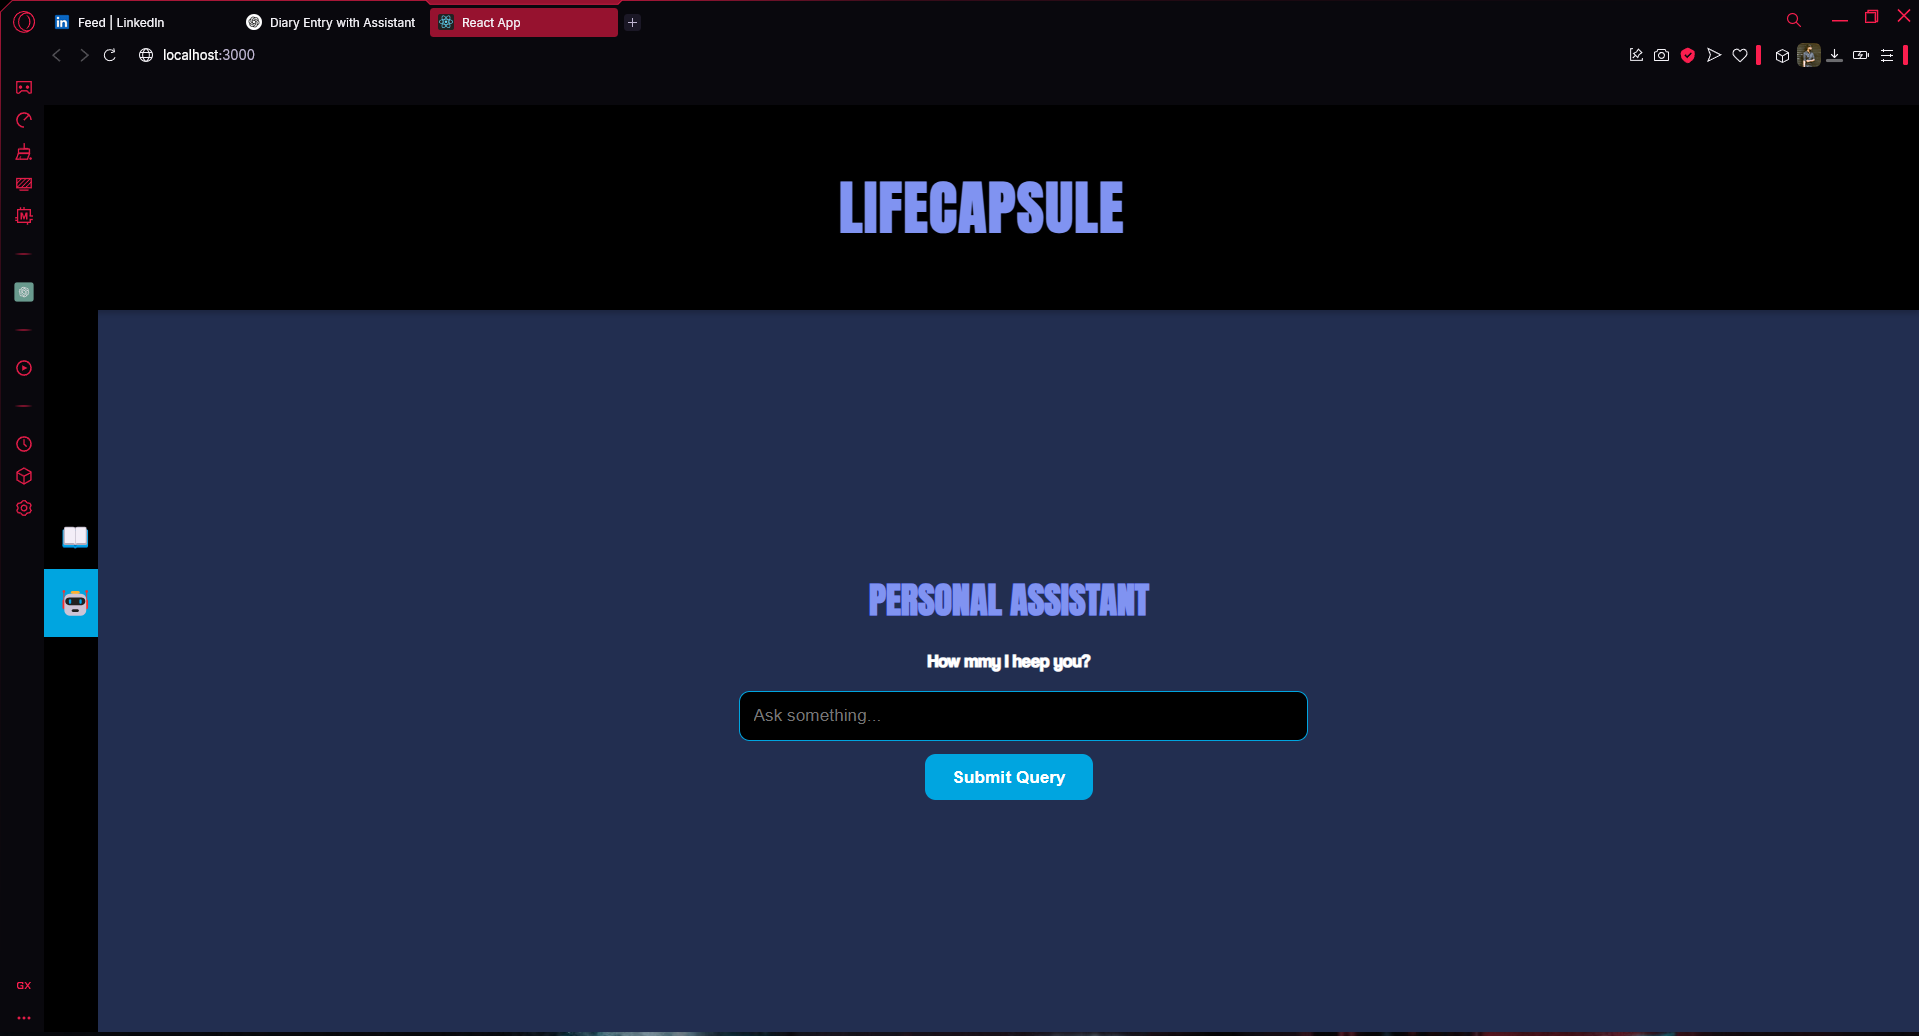 Feed | LinkedIn
Diary Entry with Assistant
React App
localhost:3000
LIFECAPSULE
PERSONAL ASSISTANT
How mmy I heep you?
Ask something...
Submit Query
GX